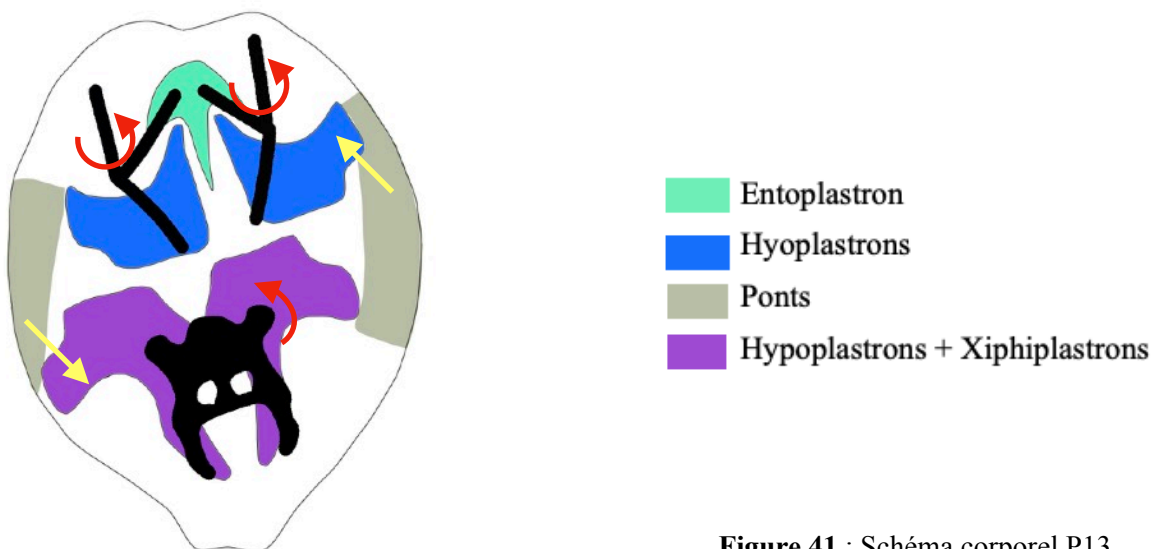 Entoplastron
Hyoplastrons
Ponts
Hypoplastrons + Xiphiplastrons
Figure 41 : Schéma corporel P13